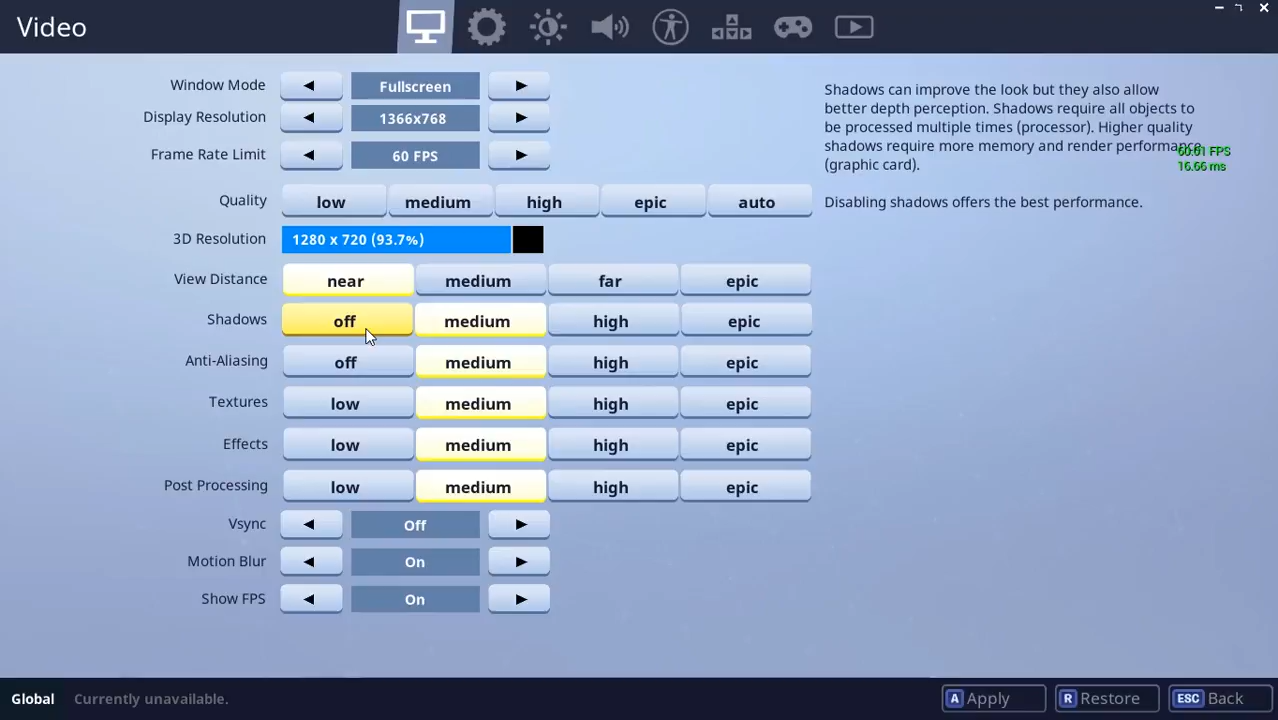 Video
Window Mode
Fullscreen
Display Resolution
1366x768
Frame Rate Limit
60 FPS
Quality
low
medium
high
epic
auto
3D Resolution
1280 x 720 (93.7%)
View Distance
near
medium
far
epic
Shadows
off
medium
high
epic
Anti-Aliasing
off
medium
high
epic
Textures
low
medium
high
epic
Effects
low
medium
high
epic
Post Processing
low
medium
high
epic
Vsync
Off
Motion Blur
On
Show FPS
On
Shadows can improve the look but they also allow
better depth perception. Shadows require all objects to
be processed multiple times (processor). Higher quality
shadows require more memory and render performance
(graphic card).
Disabling shadows offers the best performance.
60.01 FPS
16.66 ms
Global Currently unavailable.
A Apply
R Restore
ESC Back